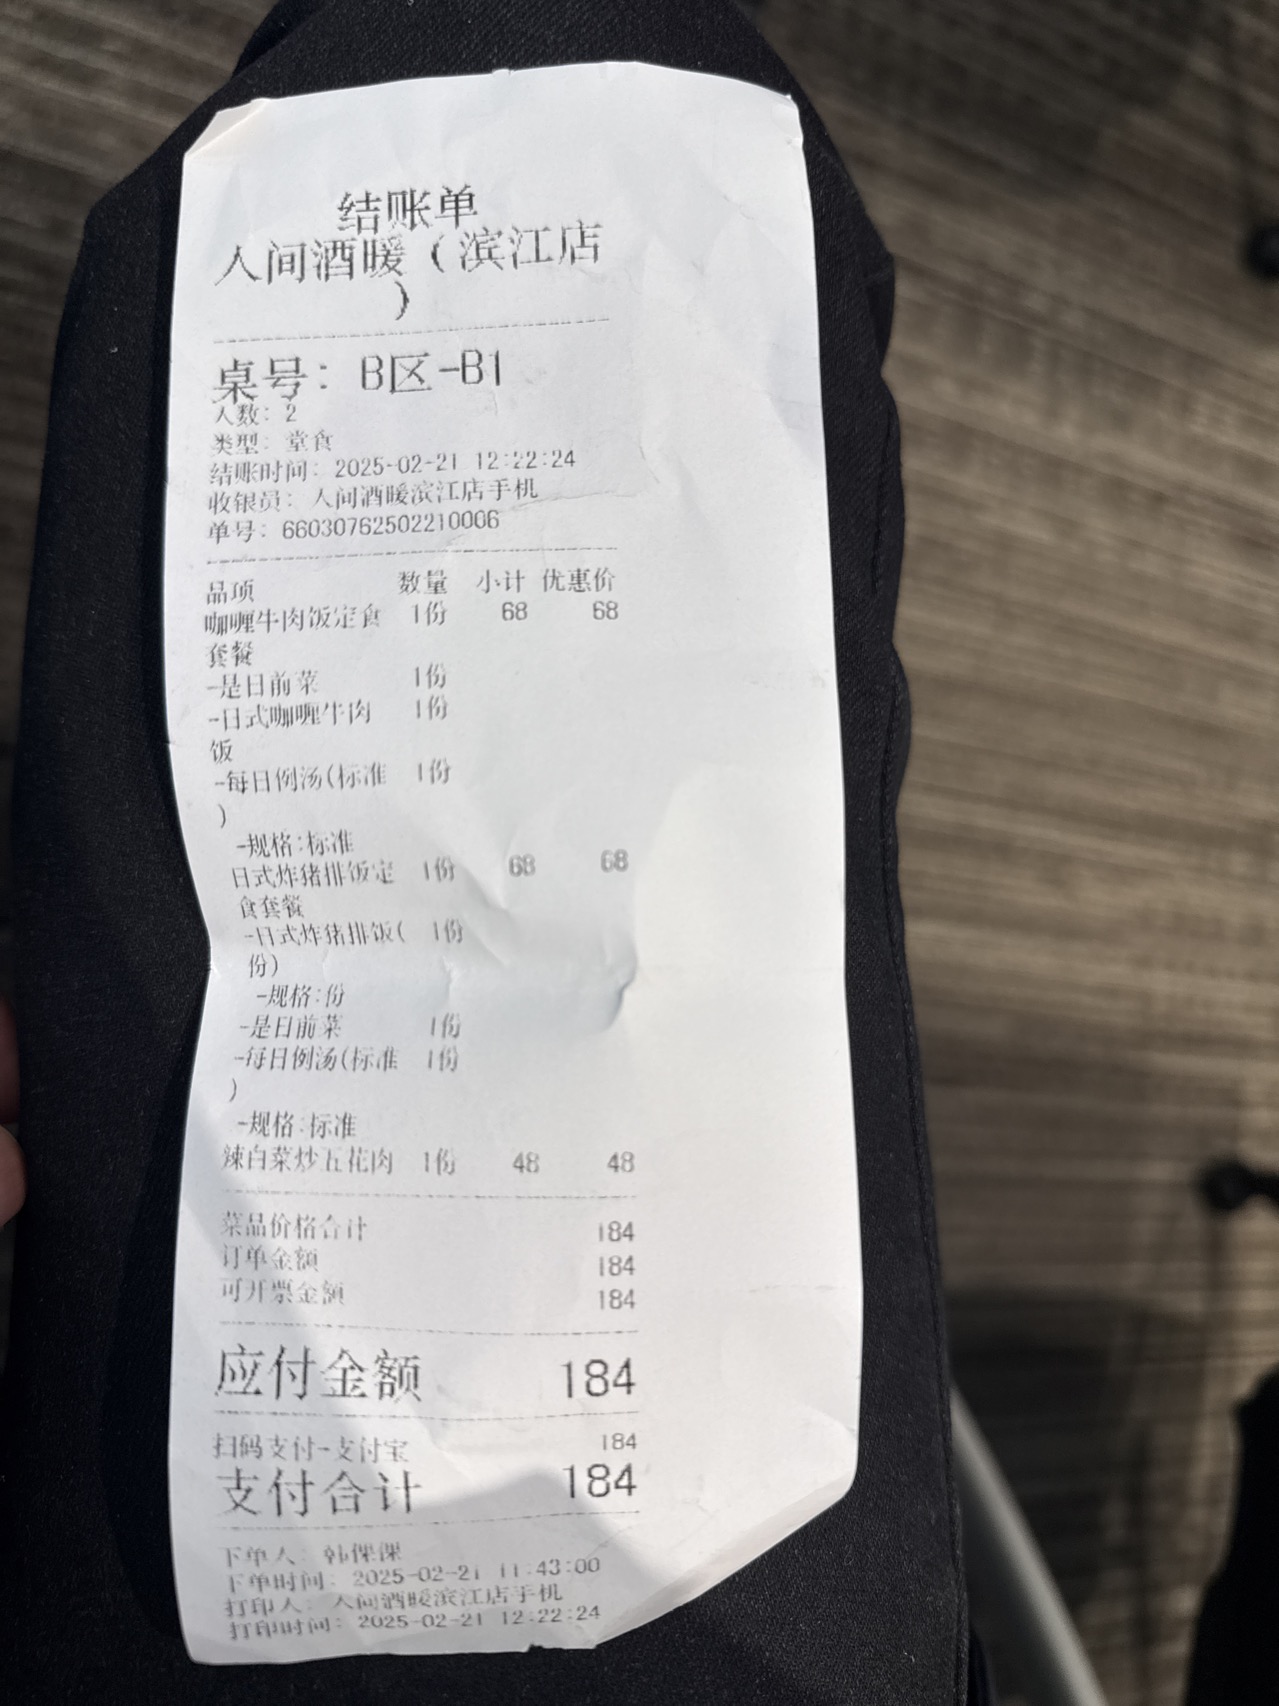 结账单
人间酒暖（滨江店
）
桌号：B区-B1
人数：2
类型：堂食
结账时间：2025-02-21 12:22:24
收银员：人间酒暖滨江店手机
单号：66030762502210006
品项 数量 小计 优惠价
咖喱牛肉饭定食 1份 68 68
套餐
-是日前菜 1份
-日式咖喱牛肉 1份
饭
-每日例汤(标准 1份
)
-规格:标准
日式炸猪排饭定 1份 68 68
食套餐
-日式炸猪排饭( 1份
份)
-规格:份
-是日前菜 1份
-每日例汤(标准 1份
)
-规格:标准
辣白菜炒五花肉 1份 48 48
菜品价格合计 184
订单金额 184
可开票金额 184
应付金额 184
扫码支付-支付宝 184
支付合计 184
下单人：韩保保
下单时间：2025-02-21 11:43:00
打印人：人间酒暖滨江店手机
打印时间：2025-02-21 12:22:24